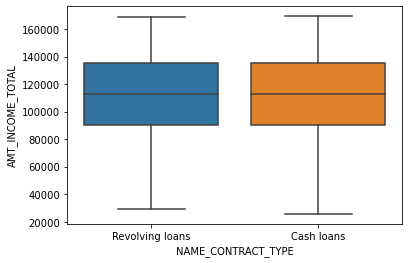 160000
140000
120000
100000
80000
60000
40000
20000
AMT_INCOME_TOTAL
Revolving loans
Cash loans
NAME_CONTRACT_TYPE